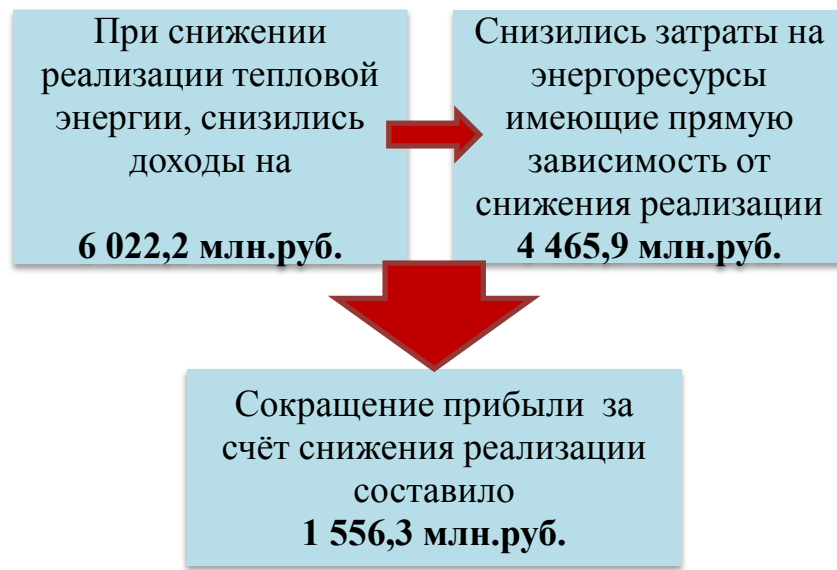 При снижении
реализации тепловой
энергии, снизились
доходы на
6 022,2 млн.руб.
Снизились затраты на
энергоресурсы
имеющие прямую
зависимость от
снижения реализации
4 465,9 млн.руб.
Сокращение прибыли за
счёт снижения реализации
составило
1 556,3 млн.руб.